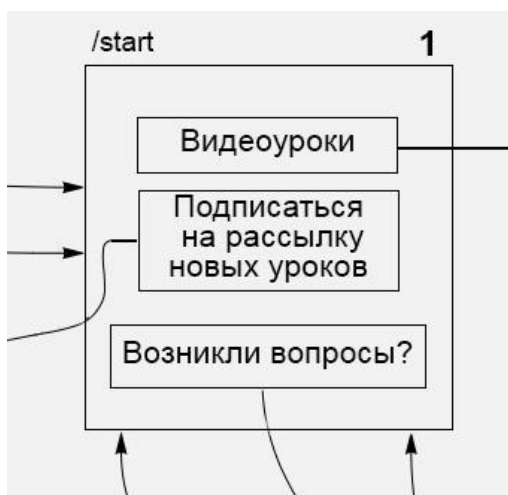 /start 1
Видеоуроки
Подписаться
на рассылку
новых уроков
Возникли вопросы?